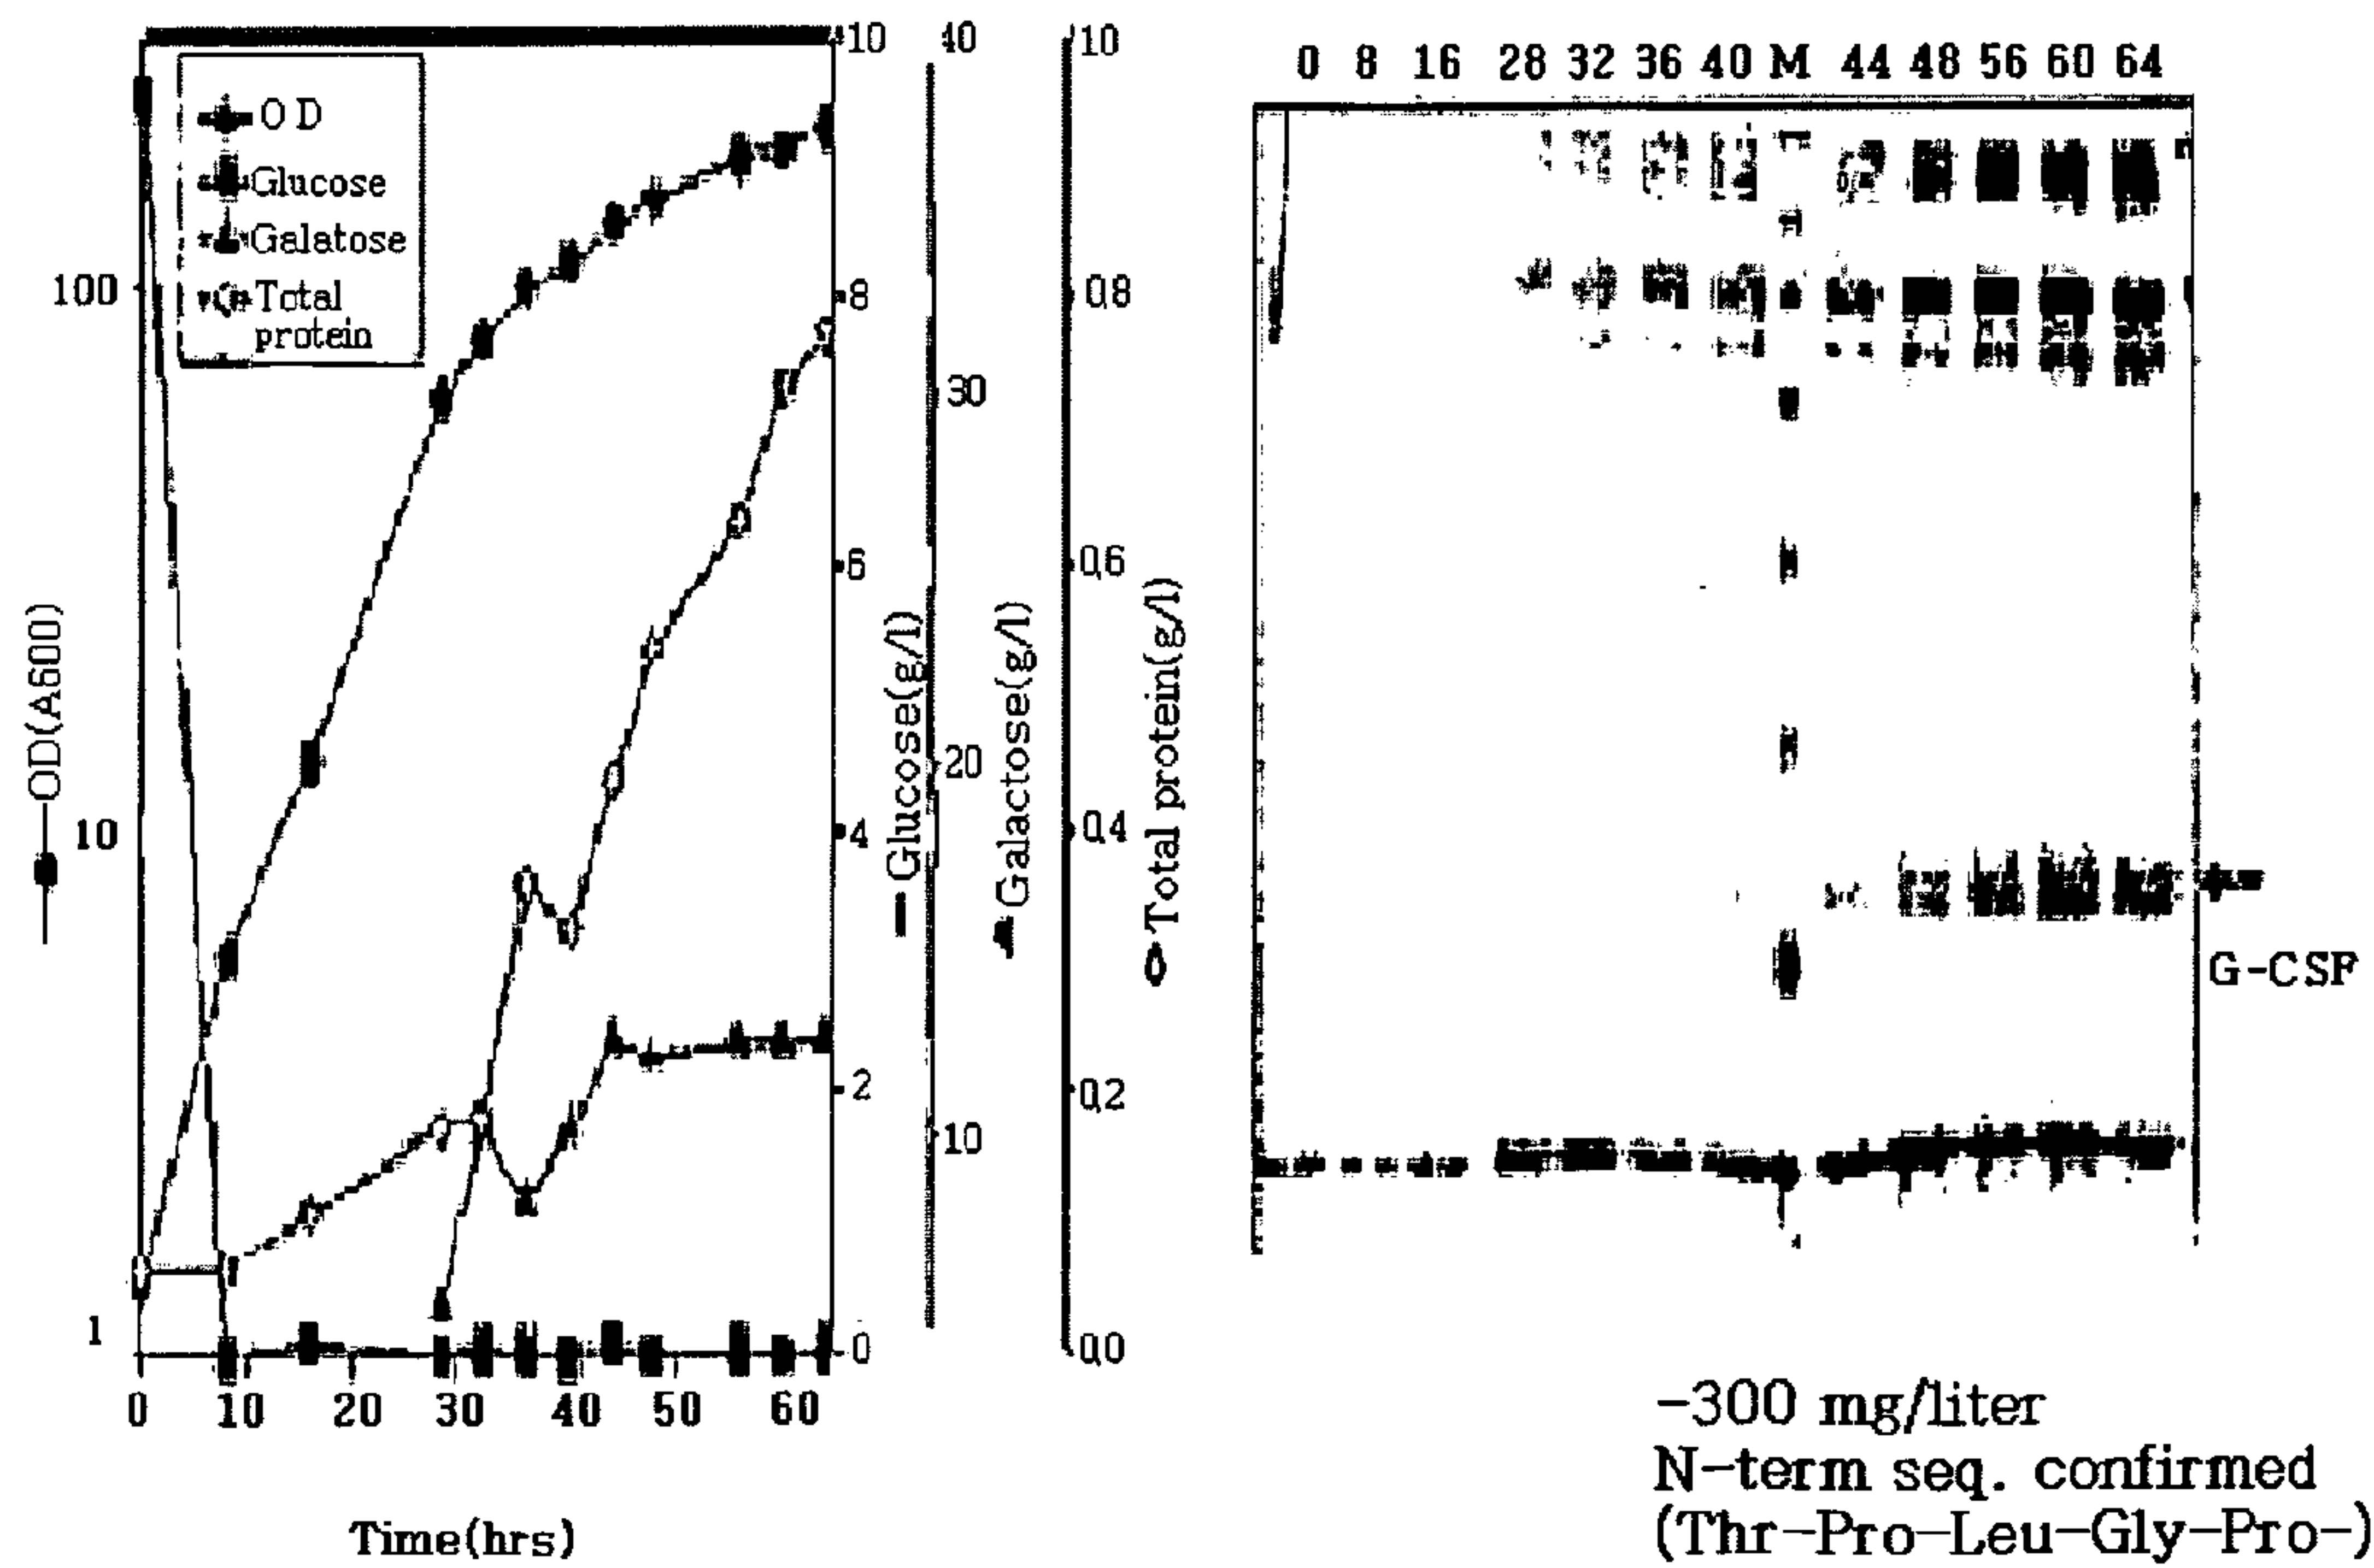 OD
Glucose
Galatose
Total
protein
OD(A600)
100
10
1
10
8
6
4
2
0
Glucose(g/l)
40
30
20
10
Galactose(g/l)
10
0.8
0.6
0.4
0.2
0.0
Total protein(g/l)
0 10 20 30 40 50 60
Time(hrs)
0 8 16 28 32 36 40 M 44 48 56 60 64
G-CSF
-300 mg/liter
N-term seq. confirmed
(Thr-Pro-Leu-Gly-Pro-)